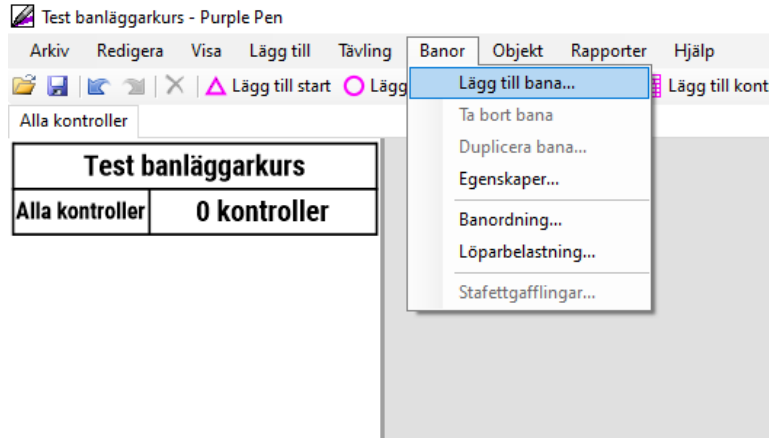 Test banläggarkurs - Purple Pen
Arkiv Redigera Visa Lägg till Tävling Banor Objekt Rapporter Hjälp
Lägg till start Lägg Lägg till kont
Alla kontroller
Test banläggarkurs
Alla kontroller 0 kontroller
Lägg till bana...
Ta bort bana
Duplicera bana...
Egenskaper...
Banordning...
Löparbelastning...
Stafettgafflingar...